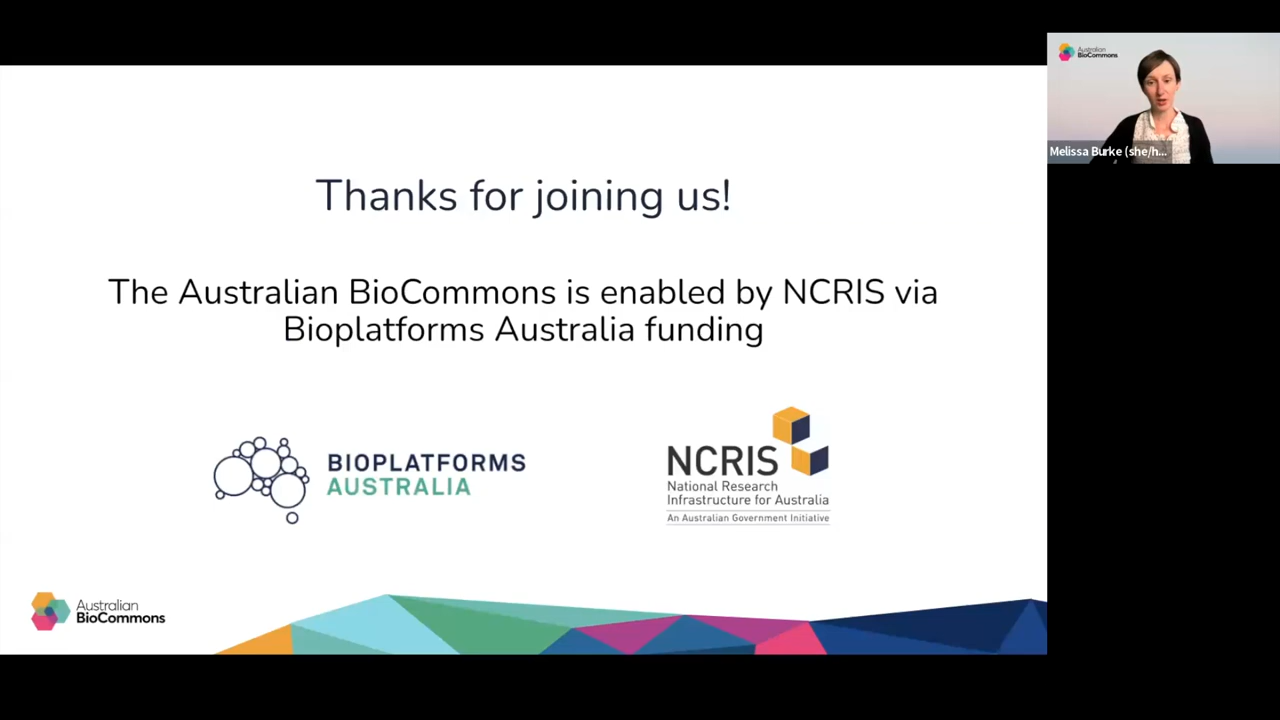 Australian
BioCommons
Melissa Burke (she/h...
Thanks for joining us!
The Australian BioCommons is enabled by NCRIS via
Bioplatforms Australia funding
BIOPLATFORMS
AUSTRALIA
NCRIS
National Research
Infrastructure for Australia
An Australian Government Initiative
Australian
BioCommons